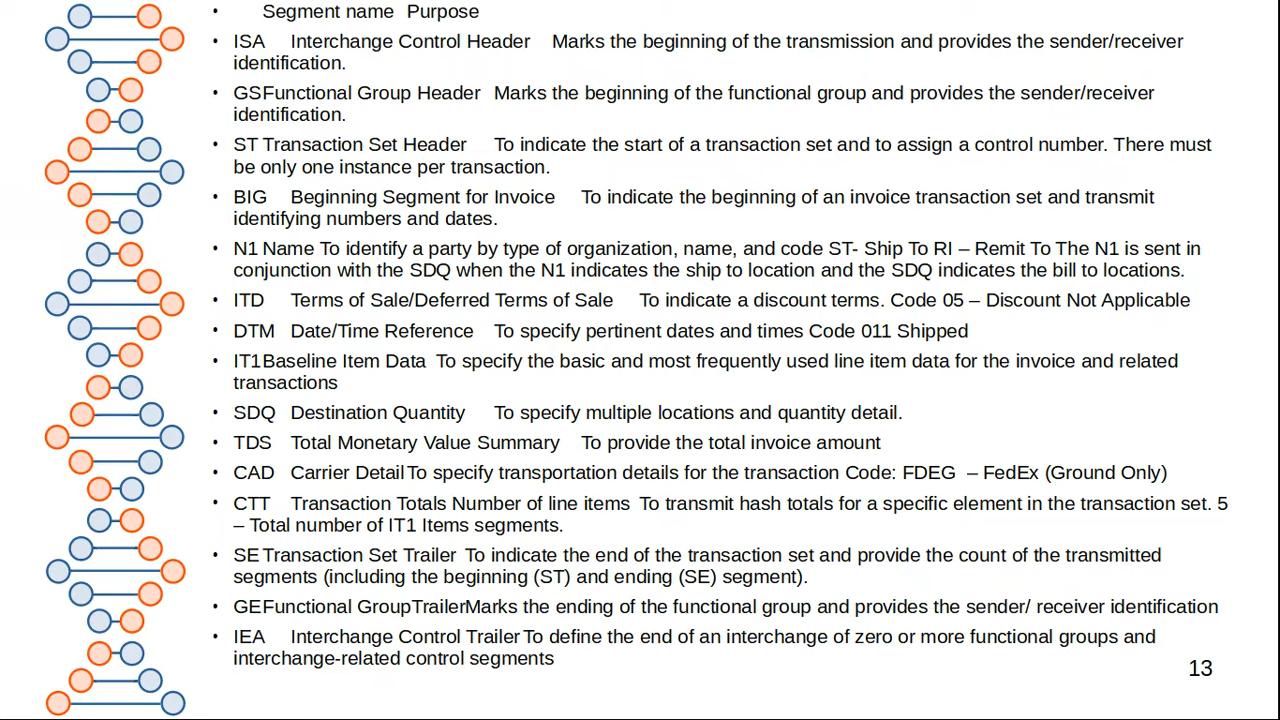 • Segment name Purpose
• ISA Interchange Control Header Marks the beginning of the transmission and provides the sender/receiver
identification.
• GSFunctional Group Header Marks the beginning of the functional group and provides the sender/receiver
identification.
• ST Transaction Set Header To indicate the start of a transaction set and to assign a control number. There must
be only one instance per transaction.
• BIG Beginning Segment for Invoice To indicate the beginning of an invoice transaction set and transmit
identifying numbers and dates.
• N1 Name To identify a party by type of organization, name, and code ST- Ship To RI – Remit To The N1 is sent in
conjunction with the SDQ when the N1 indicates the ship to location and the SDQ indicates the bill to locations.
• ITD Terms of Sale/Deferred Terms of Sale To indicate a discount terms. Code 05 – Discount Not Applicable
• DTM Date/Time Reference To specify pertinent dates and times Code 011 Shipped
• IT1Baseline Item Data To specify the basic and most frequently used line item data for the invoice and related
transactions
• SDQ Destination Quantity To specify multiple locations and quantity detail.
• TDS Total Monetary Value Summary To provide the total invoice amount
• CAD Carrier DetailTo specify transportation details for the transaction Code: FDEG – FedEx (Ground Only)
• CTT Transaction Totals Number of line items To transmit hash totals for a specific element in the transaction set. 5
– Total number of IT1 Items segments.
• SE Transaction Set Trailer To indicate the end of the transaction set and provide the count of the transmitted
segments (including the beginning (ST) and ending (SE) segment).
• GEFunctional GroupTrailerMarks the ending of the functional group and provides the sender/ receiver identification
• IEA Interchange Control Trailer To define the end of an interchange of zero or more functional groups and
interchange-related control segments
13